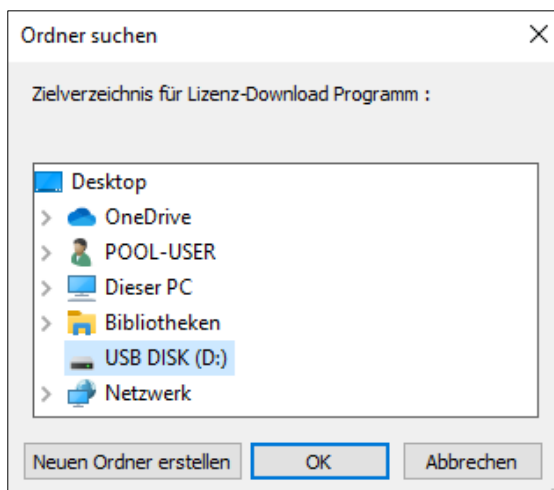 Ordner suchen
Zielverzeichnis für Lizenz-Download Programm :
Desktop
OneDrive
POOL-USER
Dieser PC
Bibliotheken
USB DISK (D:)
Netzwerk
Neuen Ordner erstellen OK Abbrechen